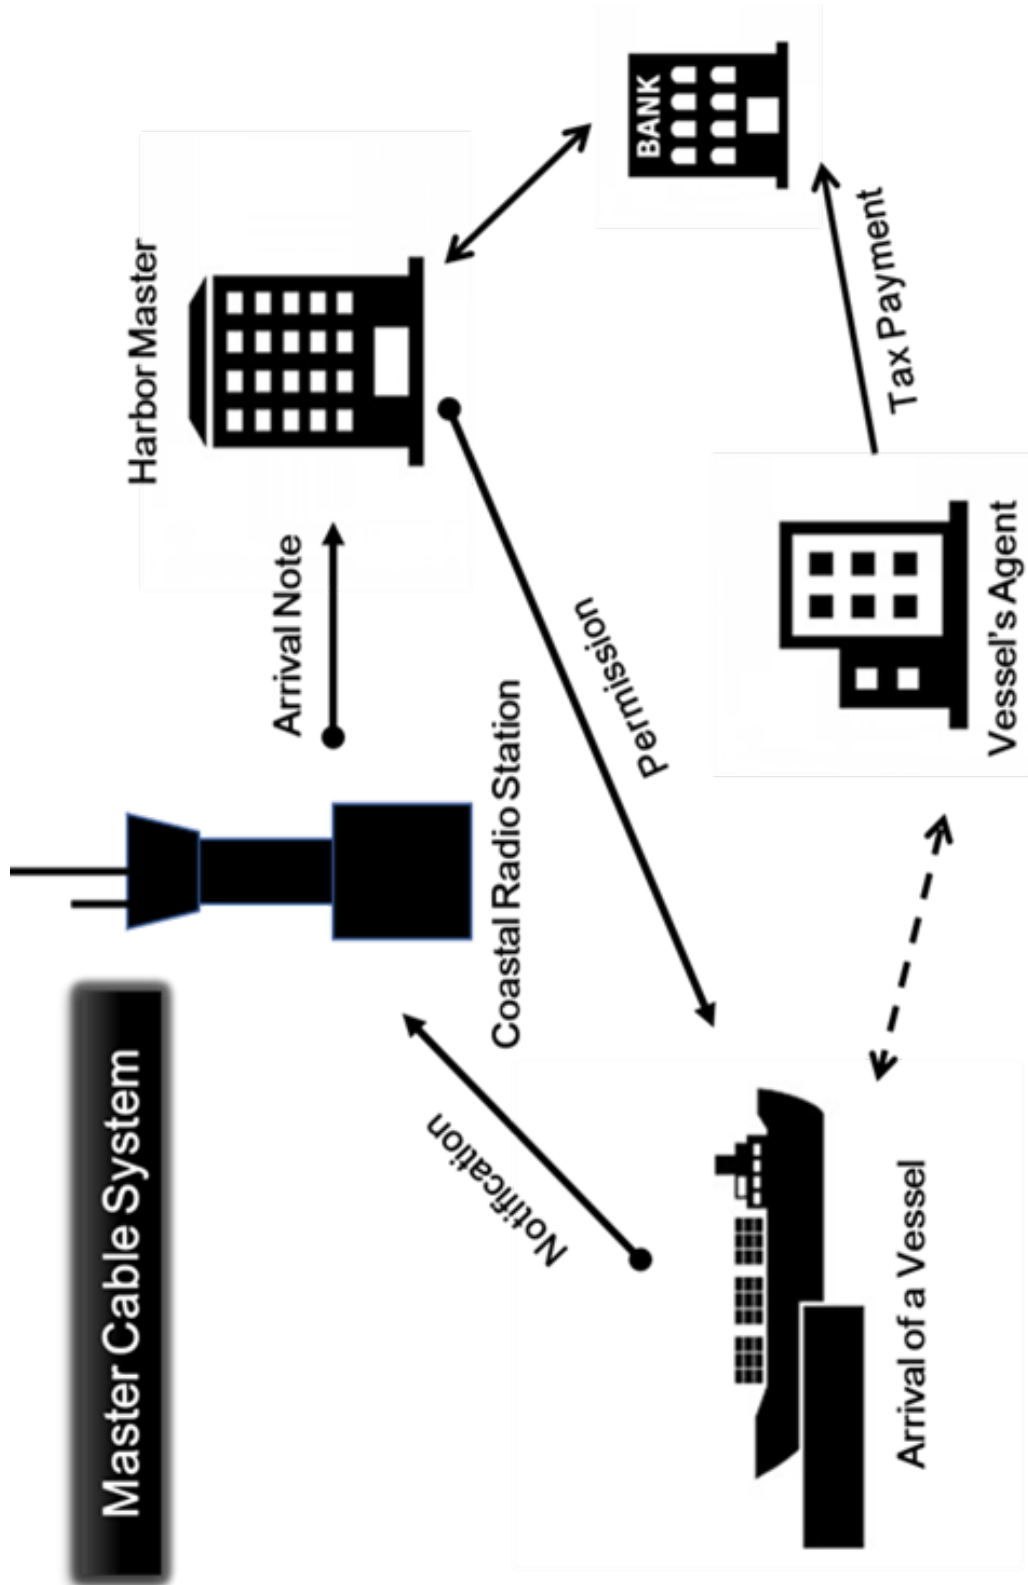 Master Cable System
Coastal Radio Station
Arrival Note
Harbor Master
Notification
Permission
BANK
Tax Payment
Arrival of a Vessel
Vessel's Agent